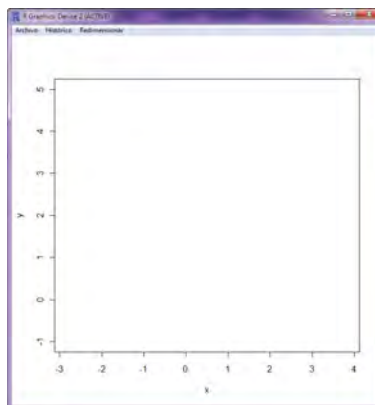 R Graphics: Device 2 (ACTIVE)
Archivo Histórico Redimensionar
5
4
3
2
1
0
-1
y
-3 -2 -1 0 1 2 3 4
x